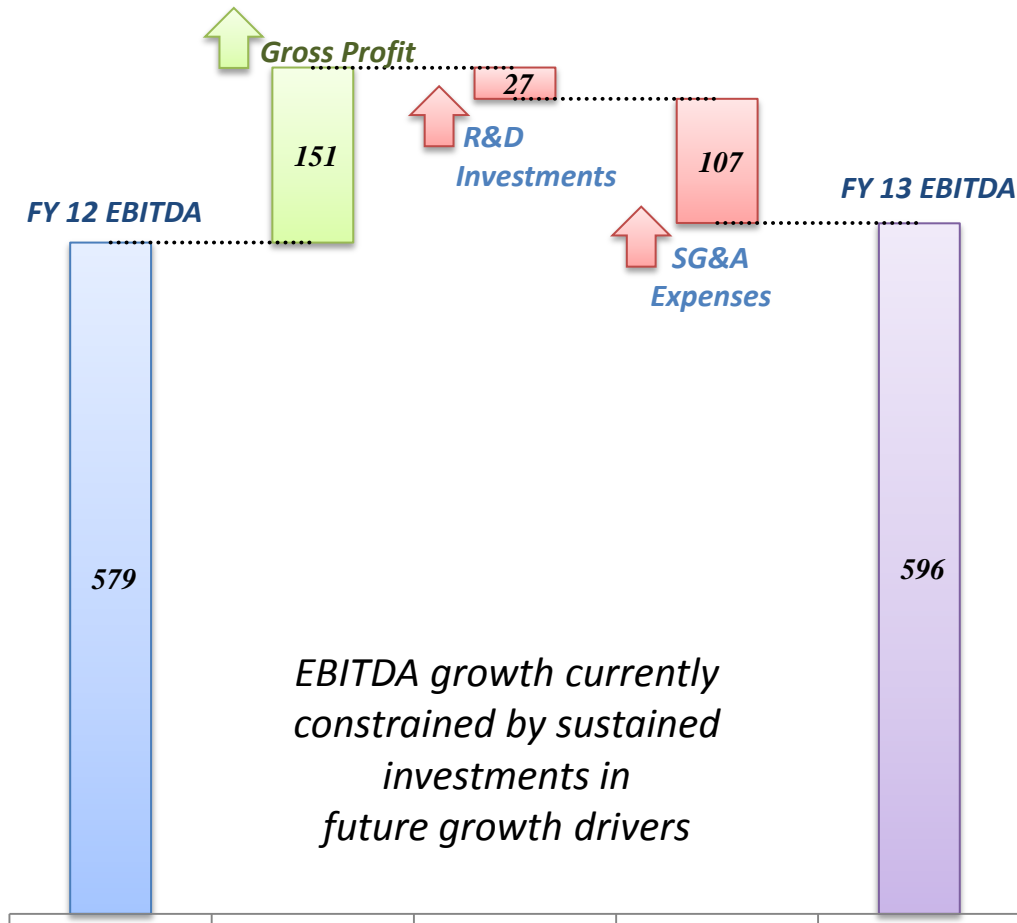 Gross Profit
27
R&D
Investments
151
107
FY 12 EBITDA
FY 13 EBITDA
SG&A
Expenses
579
596
EBITDA growth currently
constrained by sustained
investments in
future growth drivers